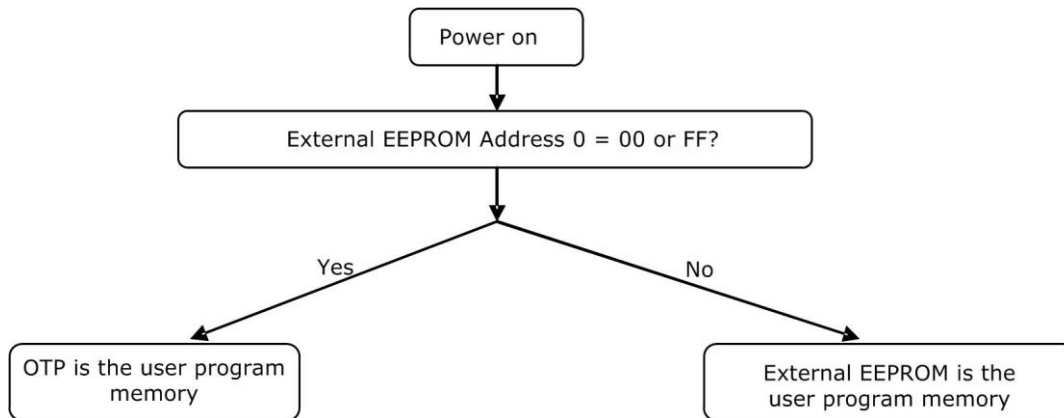 Power on
External EEPROM Address 0 = 00 or FF?
Yes
No
OTP is the user program
memory
External EEPROM is the
user program memory